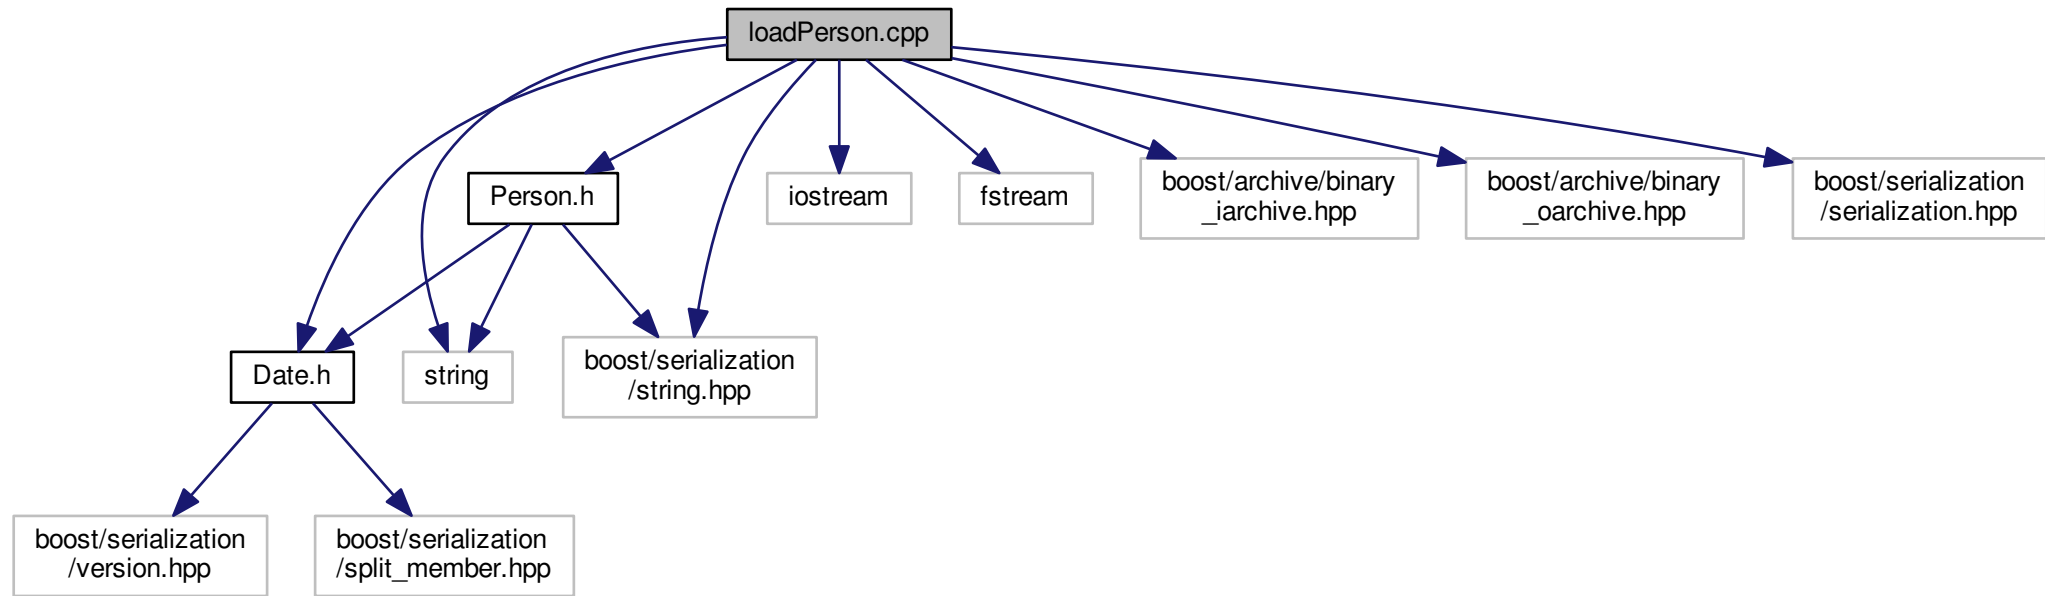 loadPerson.cpp
Person.h
iostream
fstream
boost/archive/binary
_iarchive.hpp
boost/archive/binary
_oarchive.hpp
boost/serialization
/serialization.hpp
Date.h
string
boost/serialization
/string.hpp
boost/serialization
/version.hpp
boost/serialization
/split_member.hpp